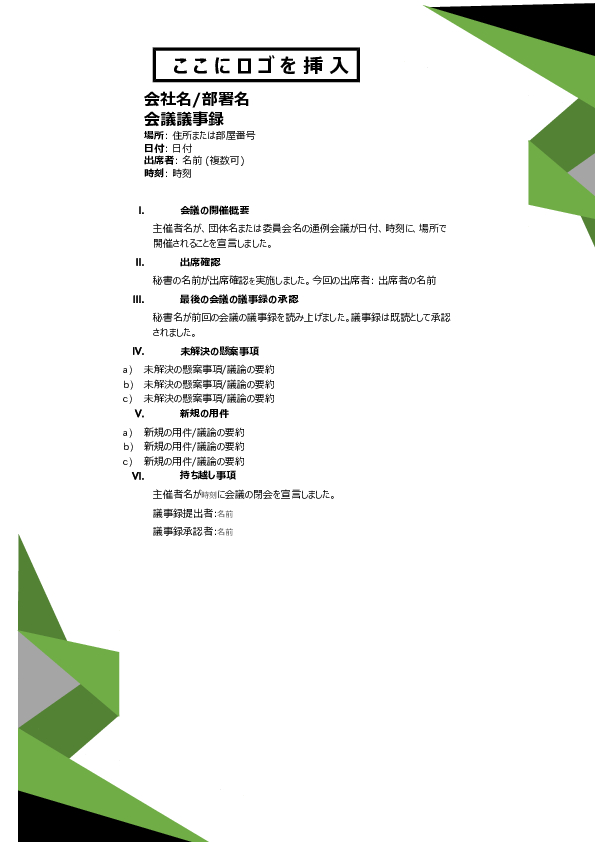 ここにロゴを挿入
会社名/部署名
会議議事録
場所： 住所または部屋番号
日付： 日付
出席者： 名前 (複数可)
時刻： 時刻
I. 会議の開催概要
主催者名が、団体名または委員会名の通例会議が日付、時刻に、場所で
開催されることを宣言しました。
II. 出席確認
秘書の名前が出席確認を実施しました。今回の出席者： 出席者の名前
III. 最後の会議の議事録の承認
秘書名が前回の会議の議事録を読み上げました。議事録は既読として承認
されました。
IV. 未解決の懸案事項
a) 未解決の懸案事項/議論の要約
b) 未解決の懸案事項/議論の要約
c) 未解決の懸案事項/議論の要約
V. 新規の用件
a) 新規の用件/議論の要約
b) 新規の用件/議論の要約
c) 新規の用件/議論の要約
VI. 持ち越し事項
主催者名が時刻に会議の閉会を宣言しました。
議事録提出者：名前
議事録承認者：名前